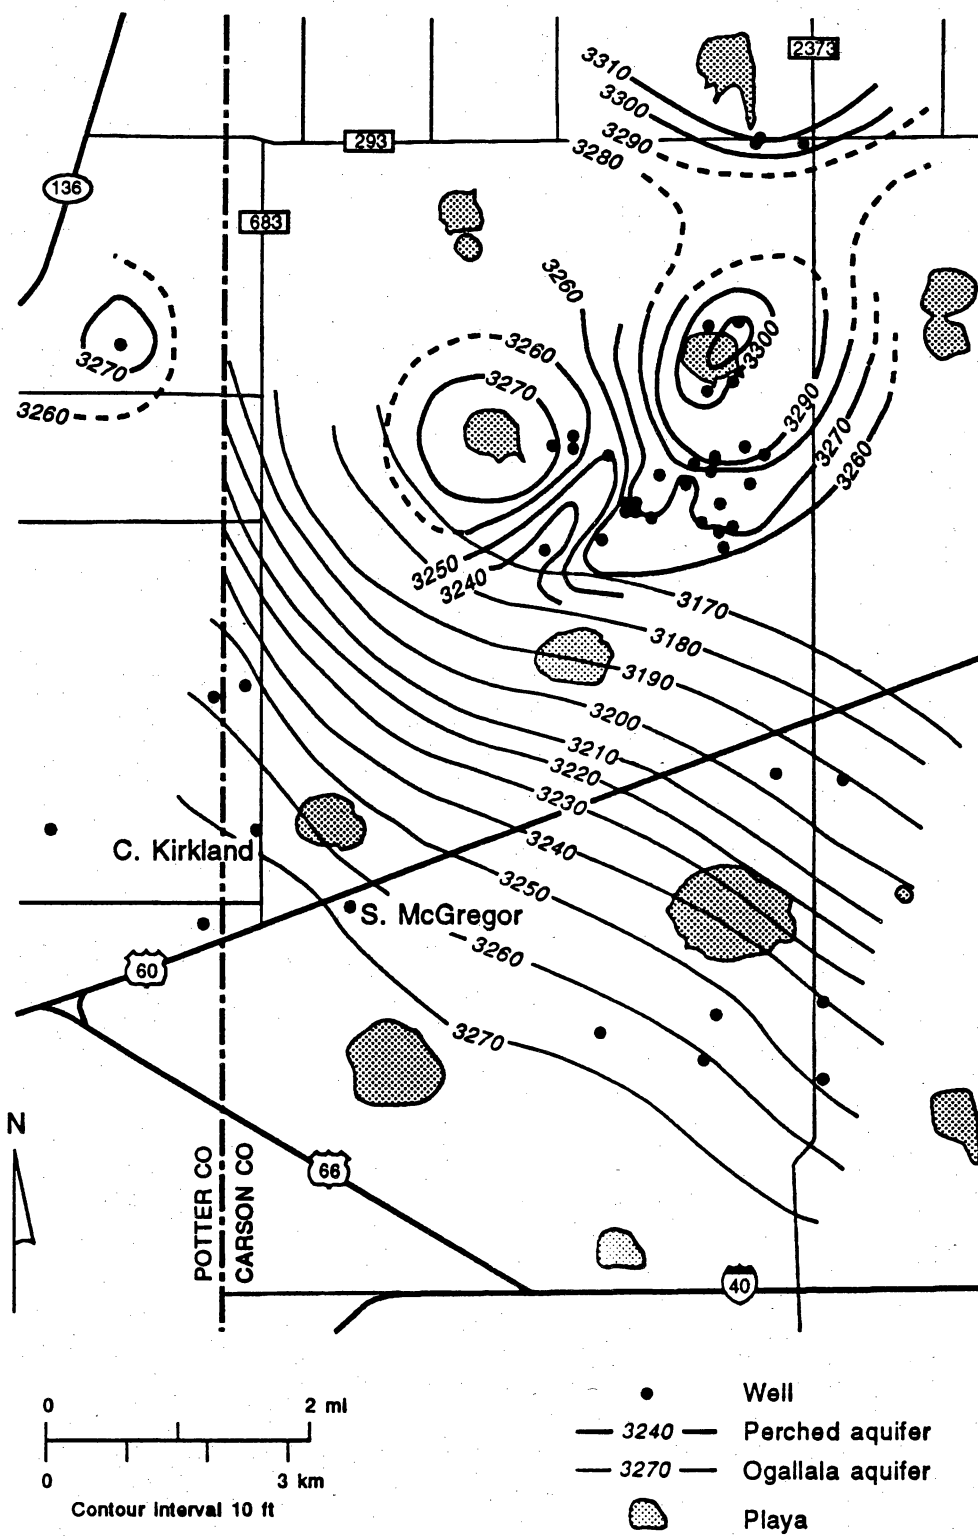 3310
2373
3300
3290
293
3280
136
683
3260
3300
3260
3270
3270
3290
3260
3270
3260
3250
3240
3170
3180
3190
3200
3210
3220
3230
3240
C. Kirkland
3250
S. McGregor
3260
60
3270
N
66
POTTER CO
CARSON CO
40
0 2 mi
0 3 km
Contour interval 10 ft
Well
3240 Perched aquifer
3270 Ogallala aquifer
Playa